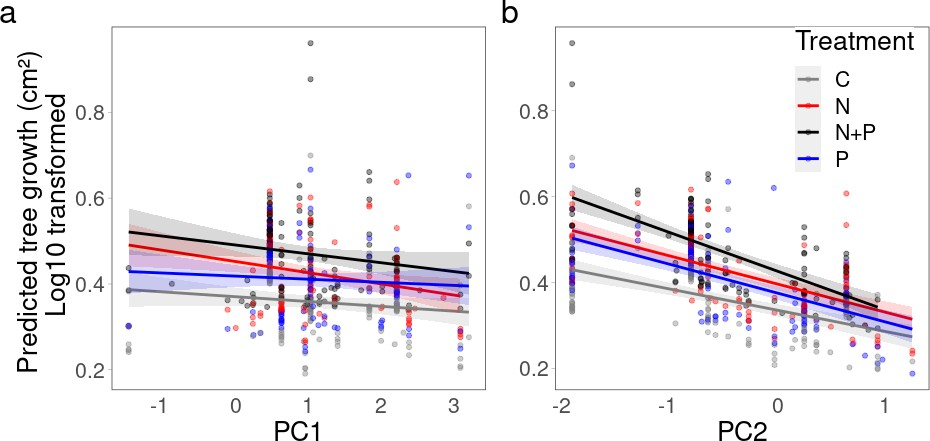 a
b
Predicted tree growth (cm²)
Log10 transformed
0.8
0.6
0.4
0.2
-1
0
1
2
3
PC1
0.8
0.6
0.4
0.2
-2
-1
0
1
PC2
Treatment
C
N
N+P
P